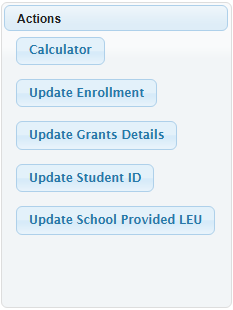 Actions
Calculator
Update Enrollment
Update Grants Details
Update Student ID
Update School Provided LEU